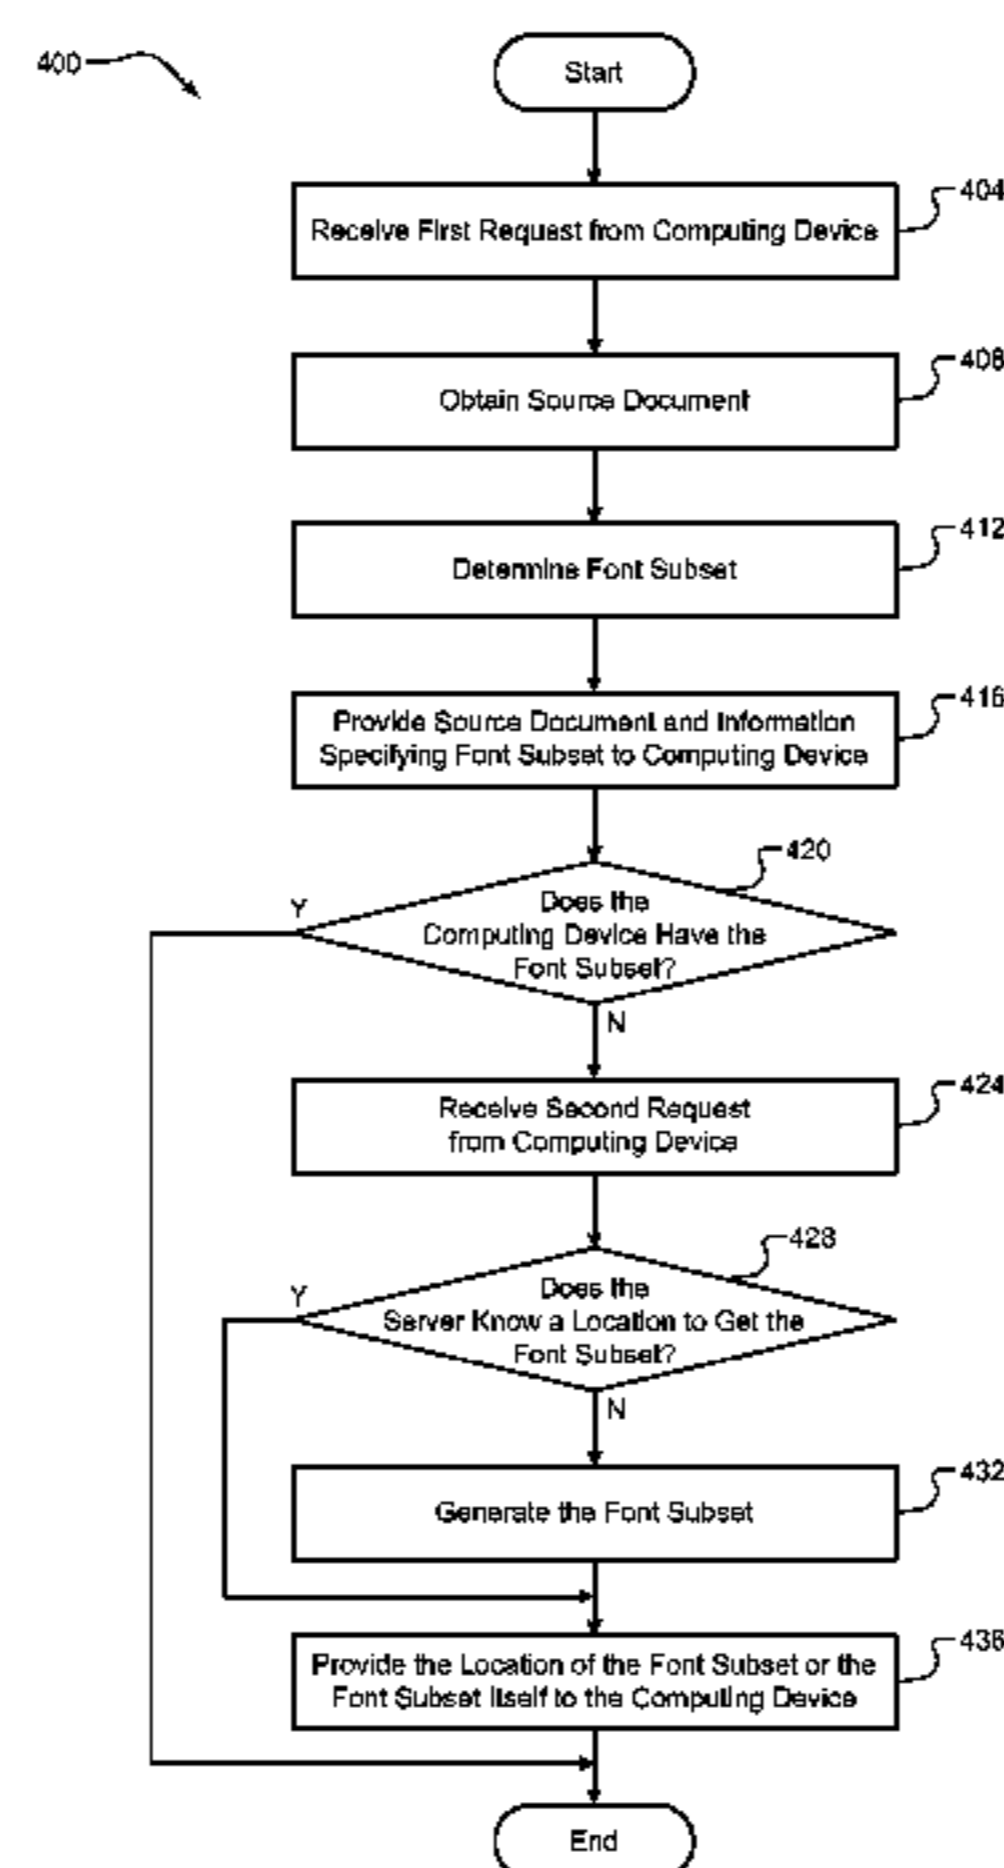 400
Start
404
Receive First Request from Computing Device
408
Obtain Source Document
412
Determine Font Subset
416
Provide Source Document and Information
Specifying Font Subset to Computing Device
420
Does the
Computing Device Have the
Font Subset?
Y
N
424
Receive Second Request
from Computing Device
428
Does the
Server Know a Location to Get the
Font Subset?
Y
N
432
Generate the Font Subset
436
Provide the Location of the Font Subset or the
Font Subset Itself to the Computing Device
End